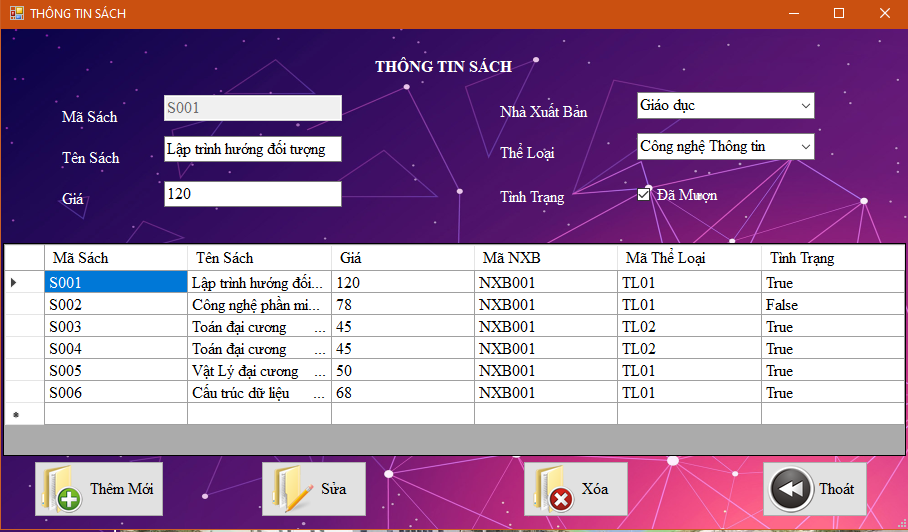 THÔNG TIN SÁCH
THÔNG TIN SÁCH
Mã Sách S001
Nhà Xuất Bản Giáo dục
Tên Sách Lập trình hướng đối tượng
Thể Loại Công nghệ Thông tin
Giá 120
Tình Trạng Đã Mượn
Mã Sách Tên Sách Giá Mã NXB Mã Thể Loại Tình Trạng
S001 Lập trình hướng đối... 120 NXB001 TL01 True
S002 Công nghệ phần mi... 78 NXB001 TL01 False
S003 Toán đại cương ... 45 NXB001 TL02 True
S004 Toán đại cương ... 45 NXB001 TL02 True
S005 Vật Lý đại cương ... 50 NXB001 TL01 True
S006 Cấu trúc dữ liệu ... 68 NXB001 TL01 True
Thêm Mới Sửa Xóa Thoát